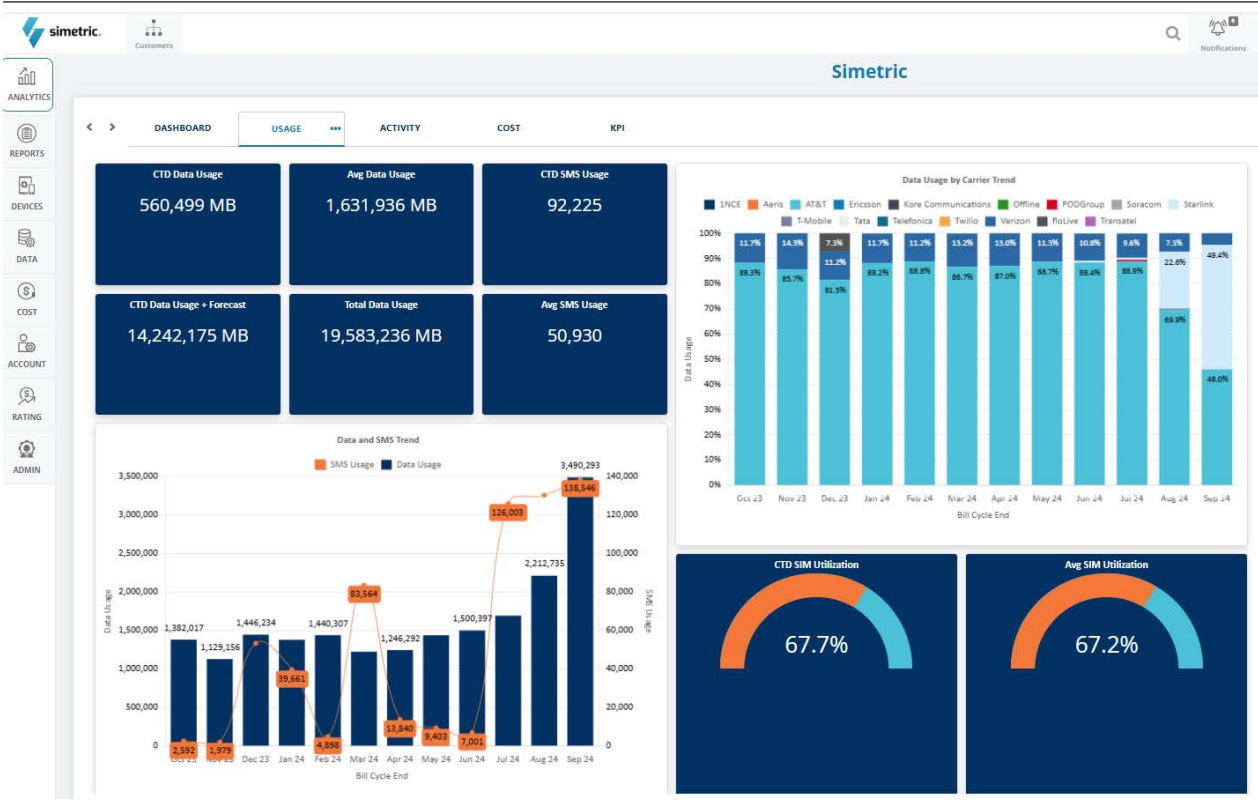 simetric.
Customers
Notifications
Simetric
ANALYTICS
REPORTS
DEVICES
DATA
COST
ACCOUNT
RATING
ADMIN
< >
DASHBOARD
USAGE •••
ACTIVITY
COST
KPI
CTD Data Usage
560,499 MB
Avg Data Usage
1,631,936 MB
CTD SMS Usage
92,225
CTD Data Usage + Forecast
14,242,175 MB
Total Data Usage
19,583,236 MB
Avg SMS Usage
50,930
Data and SMS Trend
SMS Usage Data Usage
3,500,000
3,000,000
2,500,000
2,000,000
1,500,000
1,000,000
500,000
0
Data Usage
140,000
120,000
100,000
80,000
60,000
40,000
20,000
0
SMS Usage
1,382,017
1,129,156
1,446,234
1,440,307
1,246,292
1,500,397
2,212,735
3,490,293
2,592
1,979
39,661
4,898
83,564
13,840
9,403
7,001
126,003
138,546
Oct 23 Nov 23 Dec 23 Jan 24 Feb 24 Mar 24 Apr 24 May 24 Jun 24 Jul 24 Aug 24 Sep 24
Bill Cycle End
Data Usage by Carrier Trend
1NCE Aeris AT&T Ericsson Kore Communications Offline PODGroup Soracom Starlink
T-Mobile Tata Telefonica Twilio Verizon floLive Transatel
100%
90%
80%
70%
60%
50%
40%
30%
20%
10%
0%
Data Usage
11.7% 14.3% 7.3% 11.7% 11.2% 13.2% 13.0% 11.3% 10.8% 9.6% 7.3%
11.2% 22.6% 49.4%
88.3% 85.7% 81.5% 88.2% 88.8% 86.7% 87.0% 88.7% 88.4% 88.9% 69.9% 46.0%
Oct 23 Nov 23 Dec 23 Jan 24 Feb 24 Mar 24 Apr 24 May 24 Jun 24 Jul 24 Aug 24 Sep 24
Bill Cycle End
CTD SIM Utilization
67.7%
Avg SIM Utilization
67.2%